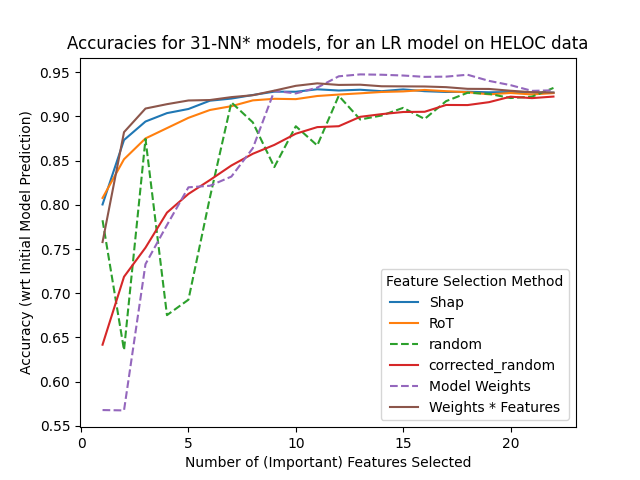 Accuracies for 31-NN* models, for an LR model on HELOC data
Accuracy (wrt Initial Model Prediction)
0.95
0.90
0.85
0.80
0.75
0.70
0.65
0.60
0.55
0
5
10
15
20
Number of (Important) Features Selected
Feature Selection Method
Shap
RoT
random
corrected_random
Model Weights
Weights * Features